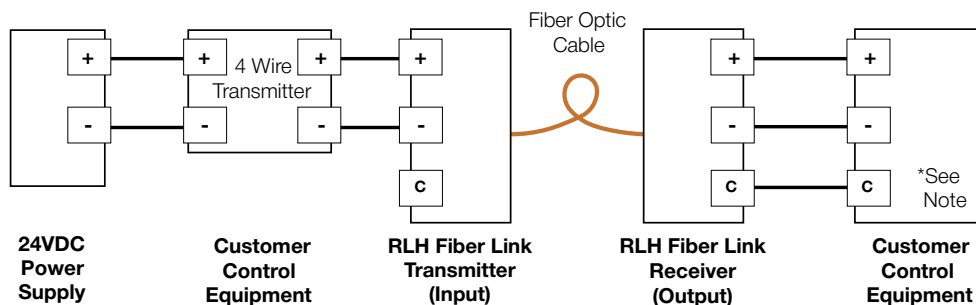 Fiber Optic
Cable
4 Wire
Transmitter
+ + + + + +
- - - - - -
C C C
*See
Note
24VDC
Power
Supply
Customer
Control
Equipment
RLH Fiber Link
Transmitter
(Input)
RLH Fiber Link
Receiver
(Output)
Customer
Control
Equipment